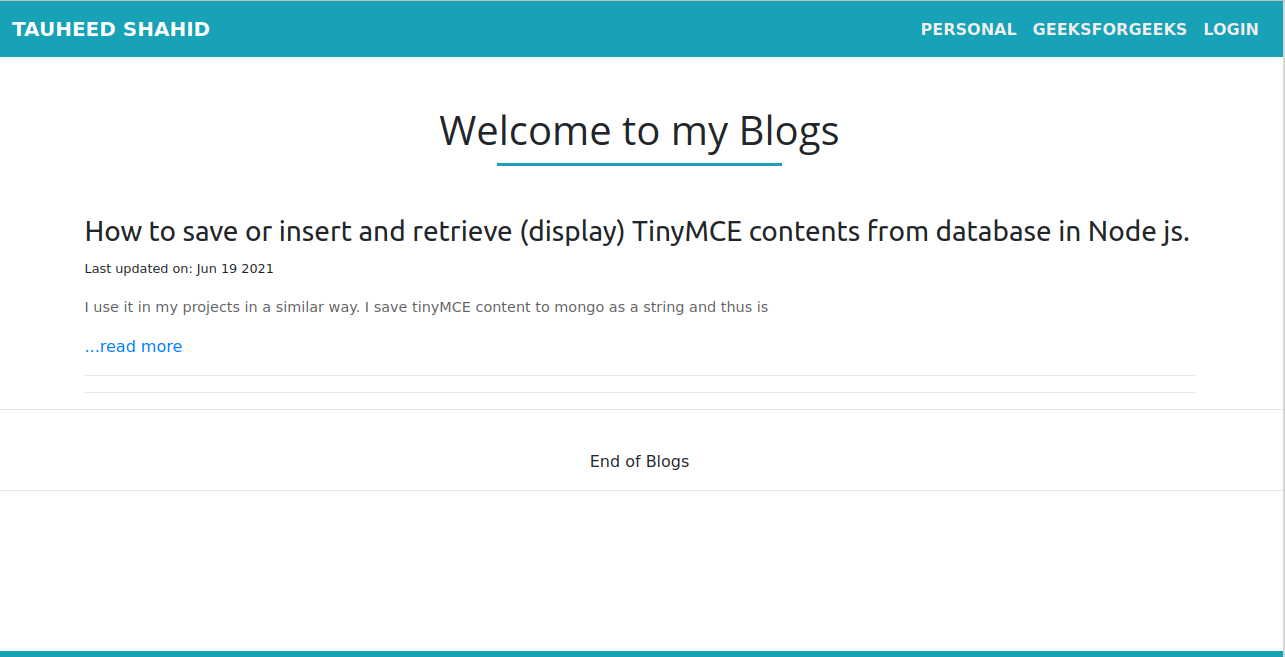 TAUHEED SHAHID
PERSONAL GEEKSFORGEEKS LOGIN
Welcome to my Blogs
How to save or insert and retrieve (display) TinyMCE contents from database in Node js.
Last updated on: Jun 19 2021
I use it in my projects in a similar way. I save tinyMCE content to mongo as a string and thus is
...read more
End of Blogs